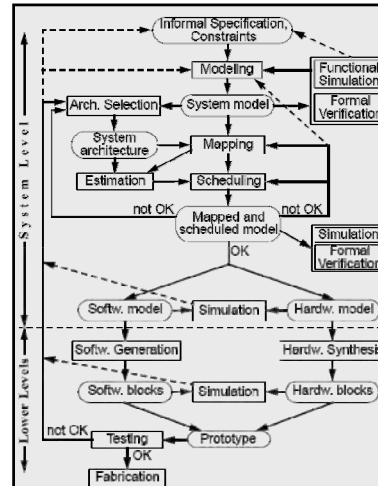 Informal Specification,
Constraints
Modeling
Functional
Simulation
Arch. Selection
System model
Formal
Verification
System
architecture
Mapping
Estimation
Scheduling
not OK
Mapped and
scheduled model
not OK
Simulation
Formal
Verification
OK
System Level
Softw. model
Simulation
Hardw. model
Softw. Generation
Hardw. Synthesis
Softw. blocks
Simulation
Hardw. blocks
Lower Levels
not OK
Testing
Prototype
OK
Fabrication